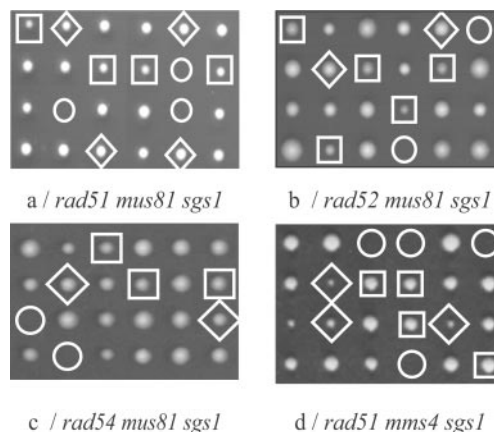 a / rad51 mus81 sgs1
b / rad52 mus81 sgs1
c / rad54 mus81 sgs1
d / rad51 mms4 sgs1